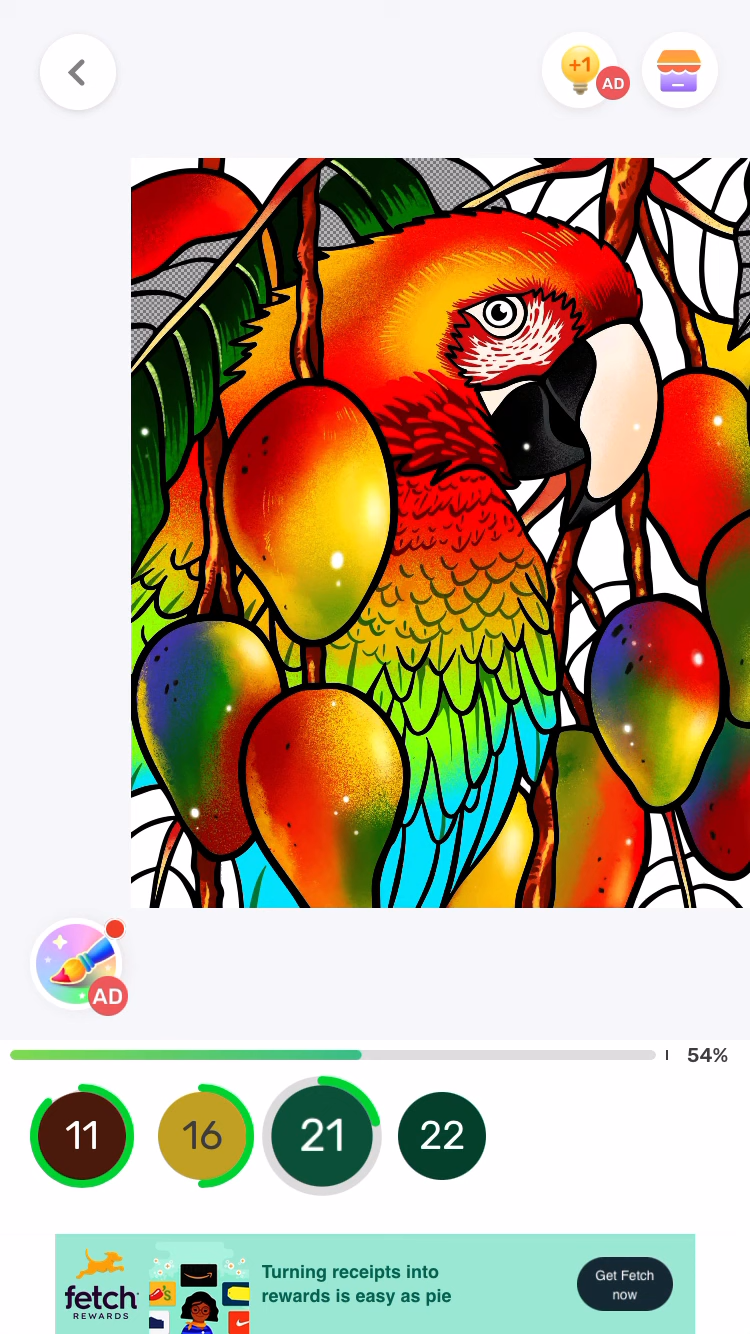 +1
AD
AD
54%
11
16
21
22
fetch
REWARDS
Turning receipts into
rewards is easy as pie
Get Fetch
now